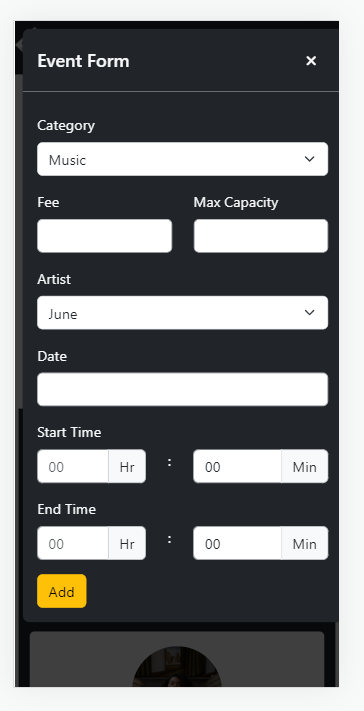 Event Form ×
Category
Music
Fee Max Capacity
Artist
June
Date
Start Time
00 Hr : 00 Min
End Time
00 Hr : 00 Min
Add